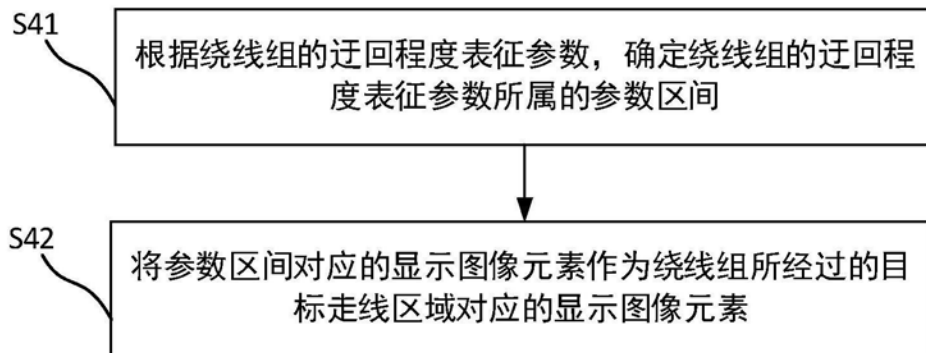 S41
根据绕线组的迂回程度表征参数，确定绕线组的迂回程
度表征参数所属的参数区间
S42
将参数区间对应的显示图像元素作为绕线组所经过的目
标走线区域对应的显示图像元素